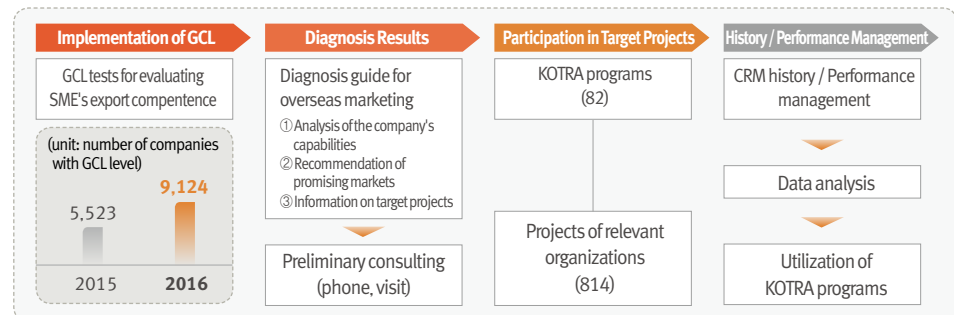 Implementation of GCL
GCL tests for evaluating
SME's export compentence
(unit: number of companies
with GCL level)
9,124
5,523
2015
2016
Diagnosis Results
Diagnosis guide for
overseas marketing
① Analysis of the company's
capabilities
② Recommendation of
promising markets
③ Information on target projects
Preliminary consulting
(phone, visit)
Participation in Target Projects
KOTRA programs
(82)
Projects of relevant
organizations
(814)
History / Performance Management
CRM history / Performance
management
Data analysis
Utilization of
KOTRA programs